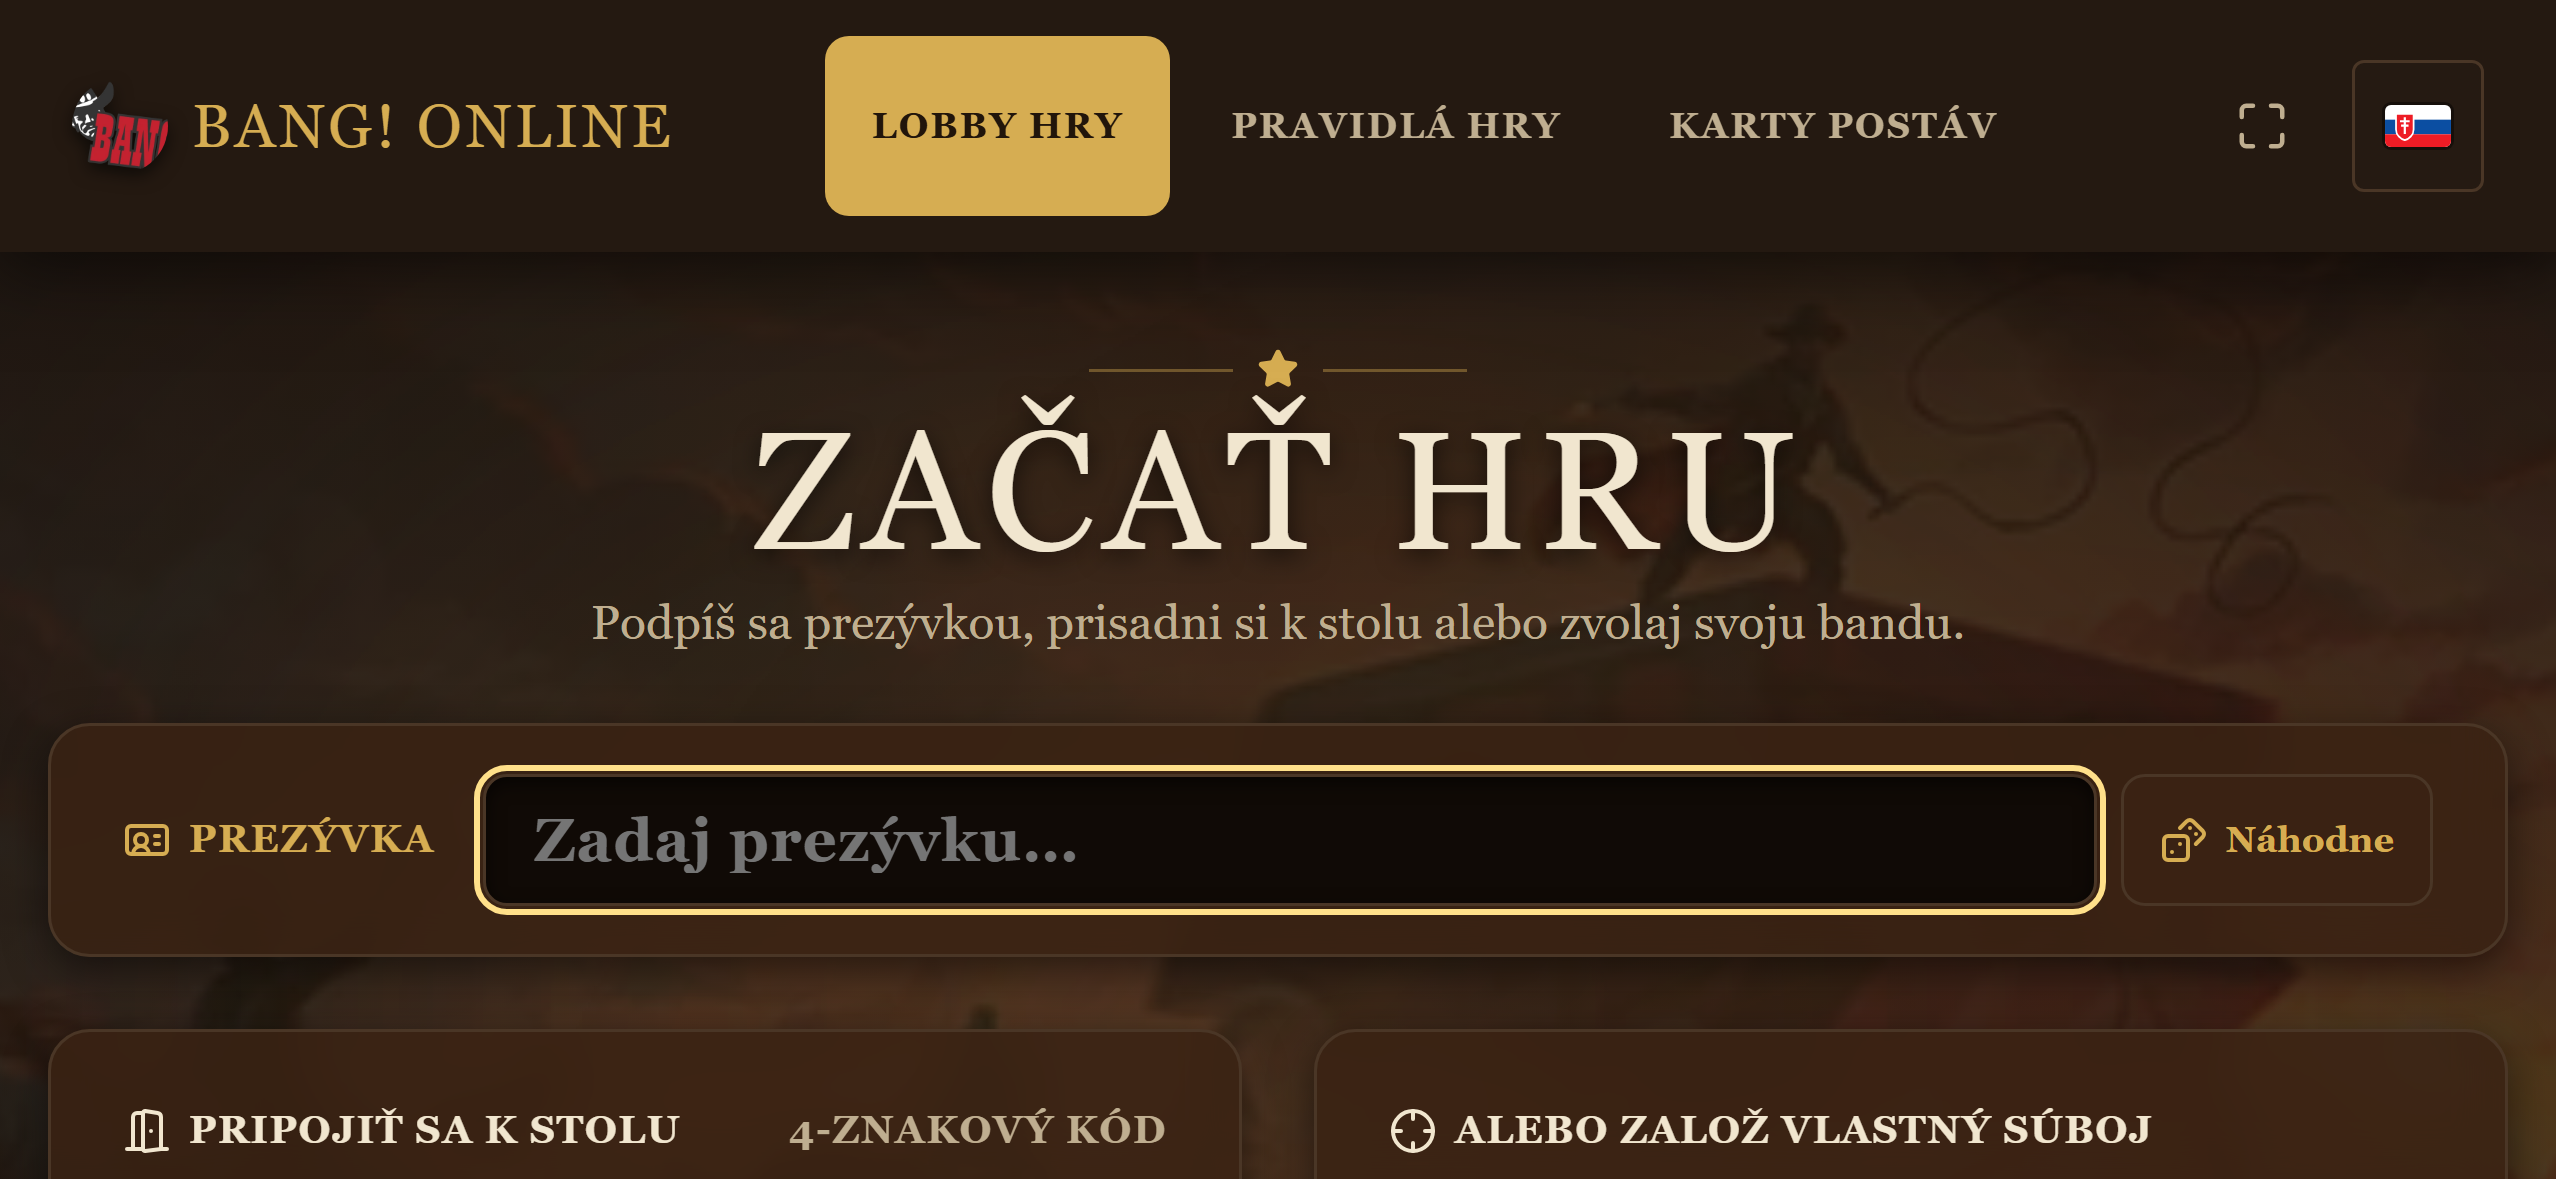 BANG! ONLINE
LOBBY HRY
PRAVIDLÁ HRY
KARTY POSTÁV
ZAČAŤ HRU
Podpíš sa prezývkou, prisadni si k stolu alebo zvolaj svoju bandu.
PREZÝVKA
Zadaj prezývku...
Náhodne
PRIPOJIŤ SA K STOLU
4-ZNAKOVÝ KÓD
ALEBO ZALOŽ VLASTNÝ SÚBOJ